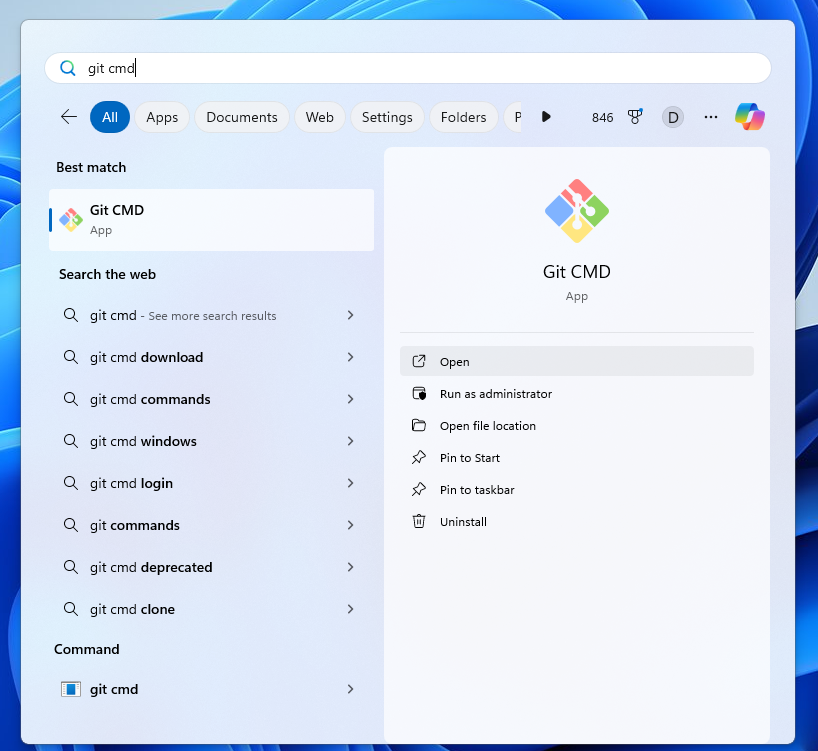 git cmd
All Apps Documents Web Settings Folders P 846 D
Best match
Git CMD
App
Search the web
git cmd - See more search results
git cmd download
git cmd commands
git cmd windows
git cmd login
git commands
git cmd deprecated
git cmd clone
Command
git cmd
Git CMD
App
Open
Run as administrator
Open file location
Pin to Start
Pin to taskbar
Uninstall